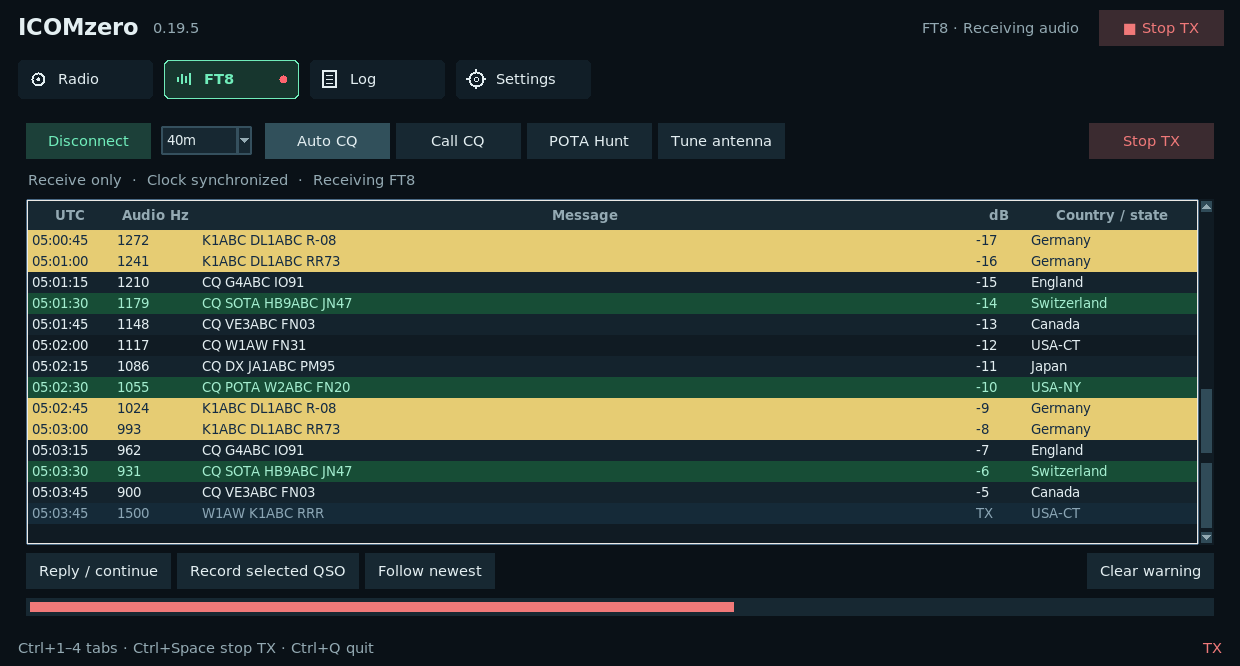 ICOMzero 0.19.5 FT8 · Receiving audio Stop TX
Radio FT8 Log Settings
Disconnect 40m Auto CQ Call CQ POTA Hunt Tune antenna Stop TX
Receive only · Clock synchronized · Receiving FT8
UTC Audio Hz Message dB Country / state
05:00:45 1272 K1ABC DL1ABC R-08 -17 Germany
05:01:00 1241 K1ABC DL1ABC RR73 -16 Germany
05:01:15 1210 CQ G4ABC IO91 -15 England
05:01:30 1179 CQ SOTA HB9ABC JN47 -14 Switzerland
05:01:45 1148 CQ VE3ABC FN03 -13 Canada
05:02:00 1117 CQ W1AW FN31 -12 USA-CT
05:02:15 1086 CQ DX JA1ABC PM95 -11 Japan
05:02:30 1055 CQ POTA W2ABC FN20 -10 USA-NY
05:02:45 1024 K1ABC DL1ABC R-08 -9 Germany
05:03:00 993 K1ABC DL1ABC RR73 -8 Germany
05:03:15 962 CQ G4ABC IO91 -7 England
05:03:30 931 CQ SOTA HB9ABC JN47 -6 Switzerland
05:03:45 900 CQ VE3ABC FN03 -5 Canada
05:03:45 1500 W1AW K1ABC RRR TX USA-CT
Reply / continue Record selected QSO Follow newest Clear warning
Ctrl+1–4 tabs · Ctrl+Space stop TX · Ctrl+Q quit TX